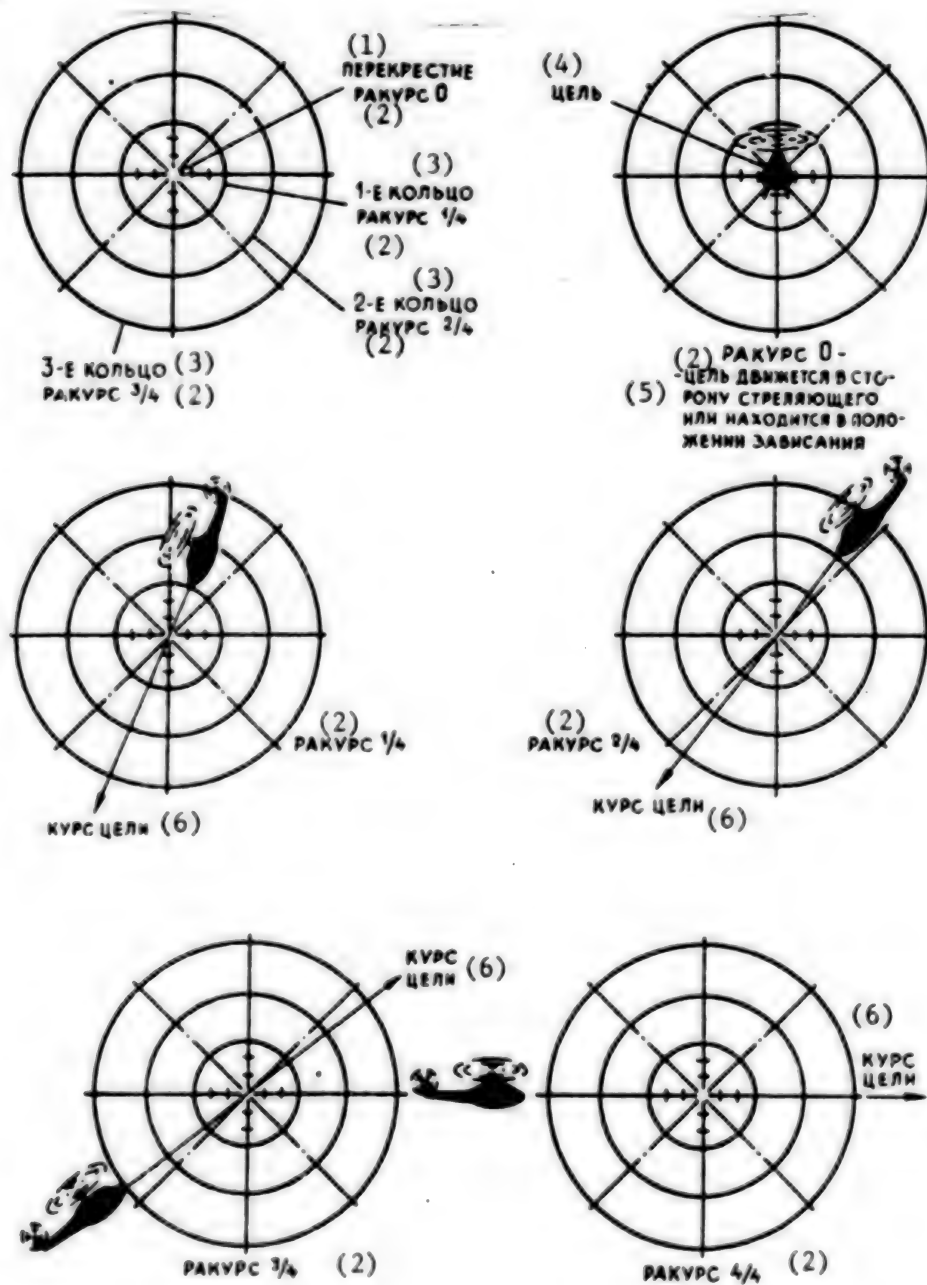 (1)
ПЕРЕКРЕСТИЕ
РАКУРС 0
(2)
(3)
1-Е КОЛЬЦО
РАКУРС 1/4
(2)
(3)
2-Е КОЛЬЦО
РАКУРС 2/4
(2)
3-Е КОЛЬЦО (3)
РАКУРС 3/4 (2)
(4)
ЦЕЛЬ
(2) РАКУРС 0-
(5) -ЦЕЛЬ ДВИЖЕТСЯ В СТО-
РОНУ СТРЕЛЯЮЩЕГО
ИЛИ НАХОДИТСЯ В ПОЛО-
ЖЕНИИ ЗАВИСАНИЯ
(2)
РАКУРС 1/4
КУРС ЦЕЛИ (6)
(2)
РАКУРС 2/4
КУРС ЦЕЛИ (6)
КУРС
ЦЕЛИ (6)
РАКУРС 3/4 (2)
(6)
КУРС
ЦЕЛИ
РАКУРС 4/4 (2)